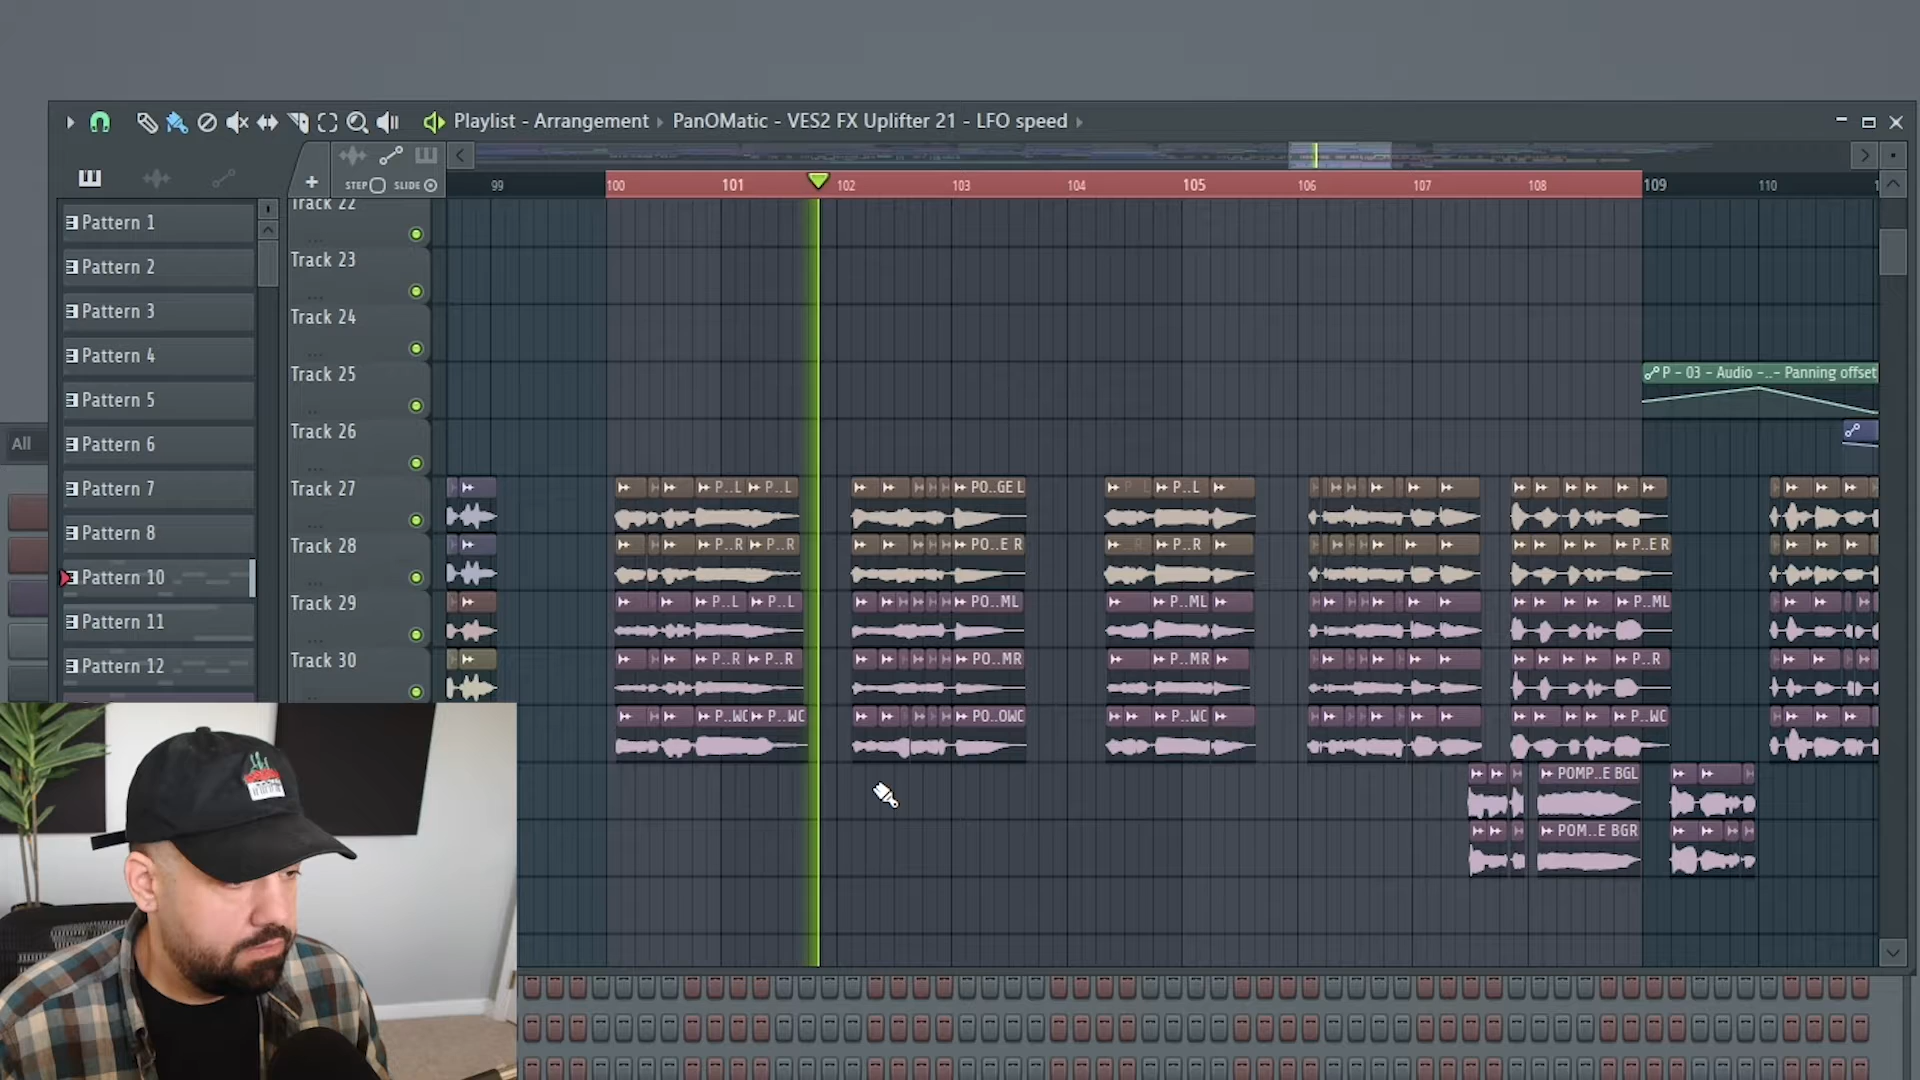 Playlist - Arrangement ▸ PanOMatic - VES2 FX Uplifter 21 - LFO speed ▸
STEP SLIDE
99 100 101 102 103 104 105 106 107 108 109 110
All
Pattern 1
Pattern 2
Pattern 3
Pattern 4
Pattern 5
Pattern 6
Pattern 7
Pattern 8
Pattern 10
Pattern 11
Pattern 12
Track 22
Track 23
Track 24
Track 25
P - 03 - Audio -..- Panning offset
Track 26
Track 27
P..L P..L PO..GE L P..L
Track 28
P..R P..R PO..E R P..R P..E R
Track 29
P..L P..L PO..ML P..ML P..ML
Track 30
P..R P..R PO..MR P..MR P..R
P..WC P..WC PO..OWC P..WC P..WC
POMP..E BGL
POM..E BGR